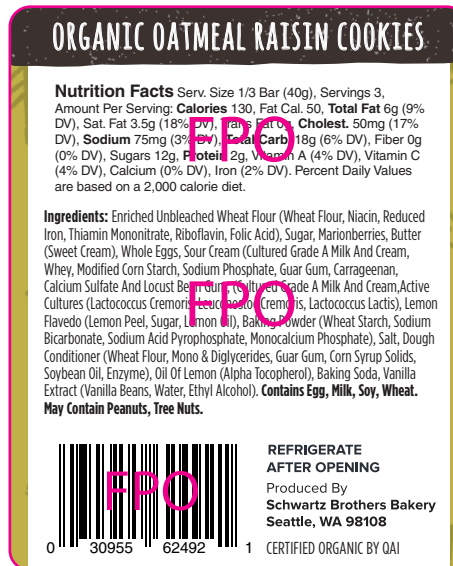 ORGANIC OATMEAL RAISIN COOKIES
Nutrition Facts Serv. Size 1/3 Bar (40g), Servings 3,
Amount Per Serving: Calories 130, Fat Cal. 50, Total Fat 6g (9%
DV), Sat. Fat 3.5g (18% DV), Trans Fat 0g, Cholest. 50mg (17%
DV), Sodium 75mg (3% DV), Total Carb 18g (6% DV), Fiber 0g
(0% DV), Sugars 12g, Protein 2g, Vitamin A (4% DV), Vitamin C
(4% DV), Calcium (0% DV), Iron (2% DV). Percent Daily Values
are based on a 2,000 calorie diet.
FPO
Ingredients: Enriched Unbleached Wheat Flour (Wheat Flour, Niacin, Reduced
Iron, Thiamin Mononitrate, Riboflavin, Folic Acid), Sugar, Marionberries, Butter
(Sweet Cream), Whole Eggs, Sour Cream (Cultured Grade A Milk And Cream,
Whey, Modified Corn Starch, Sodium Phosphate, Guar Gum, Carrageenan,
Calcium Sulfate And Locust Bean Gum, (Cultured Grade A Milk And Cream,Active
Cultures (Lactococcus Cremoris, Leuconostoc Cremoris, Lactococcus Lactis), Lemon
Flavedo (Lemon Peel, Sugar, Lemon Oil), Baking Powder (Wheat Starch, Sodium
Bicarbonate, Sodium Acid Pyrophosphate, Monocalcium Phosphate), Salt, Dough
Conditioner (Wheat Flour, Mono & Diglycerides, Guar Gum, Corn Syrup Solids,
Soybean Oil, Enzyme), Oil Of Lemon (Alpha Tocopherol), Baking Soda, Vanilla
Extract (Vanilla Beans, Water, Ethyl Alcohol). Contains Egg, Milk, Soy, Wheat.
May Contain Peanuts, Tree Nuts.
FPO
FPO
0 30955 62492 1
REFRIGERATE
AFTER OPENING
Produced By
Schwartz Brothers Bakery
Seattle, WA 98108
CERTIFIED ORGANIC BY QAI